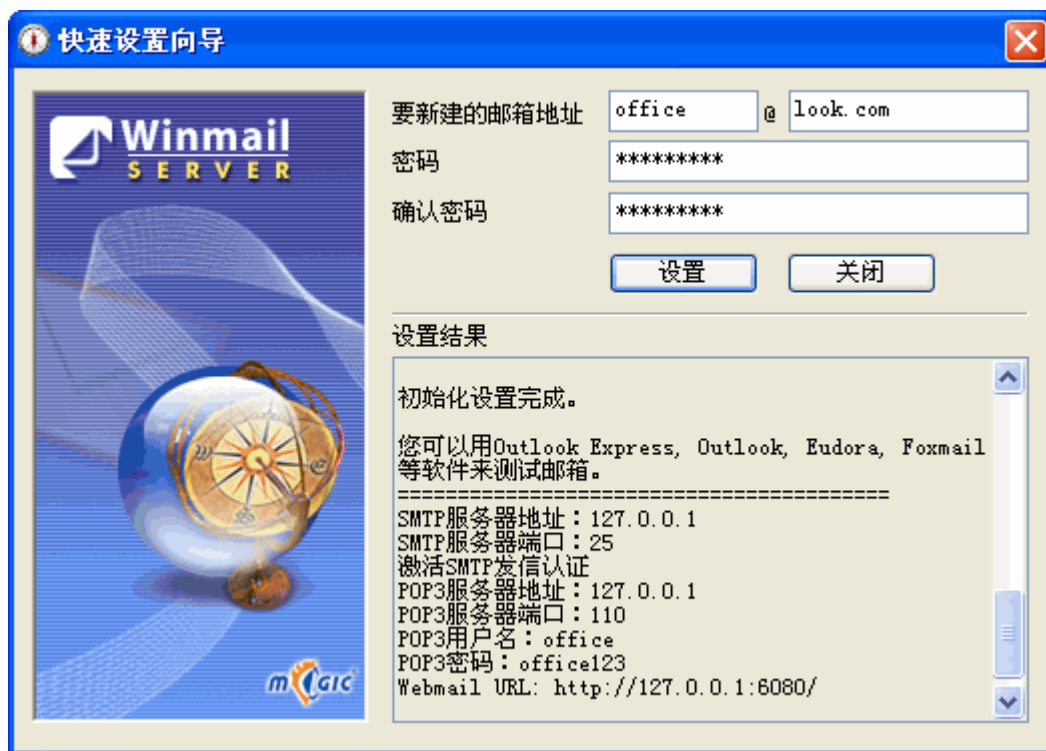 快速设置向导
Winmail
SERVER
要新建的邮箱地址 office @ look.com
密码 *********
确认密码 *********
设置 关闭
设置结果
初始化设置完成。
您可以用Outlook Express, Outlook, Eudora, Foxmail
等软件来测试邮箱。
=========================================
SMTP服务器地址：127.0.0.1
SMTP服务器端口：25
激活SMTP发信认证
POP3服务器地址：127.0.0.1
POP3服务器端口：110
POP3用户名：office
POP3密码：office123
Webmail URL: http://127.0.0.1:6080/
magic